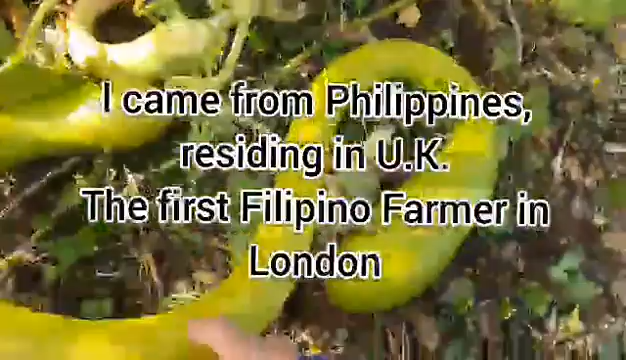 I came from Philippines,
residing in U.K.
The first Filipino Farmer in
London